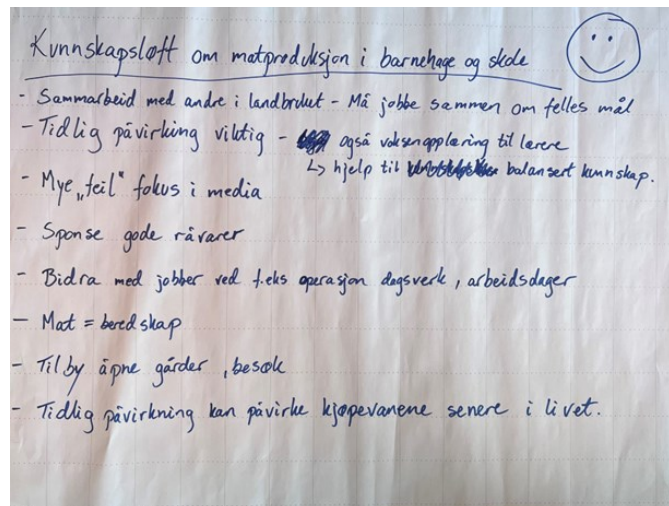 Kunnskapsløft om matproduksjon i barnehage og skole
- Sammarbeid med andre i landbruket - Må jobbe sammen om felles mål
- Tidlig påvirkning viktig - også voksenopplæring til lærere
↳ hjelp til balansert kunnskap.
- Mye „feil" fokus i media
- Sponse gode råvarer
- Bidra med jobber ved f.eks operasjon dagsverk, arbeidsdager
- Mat = beredskap
- Tilby åpne gårder, besøk
- Tidlig påvirkning kan påvirke kjøpevanene senere i livet.